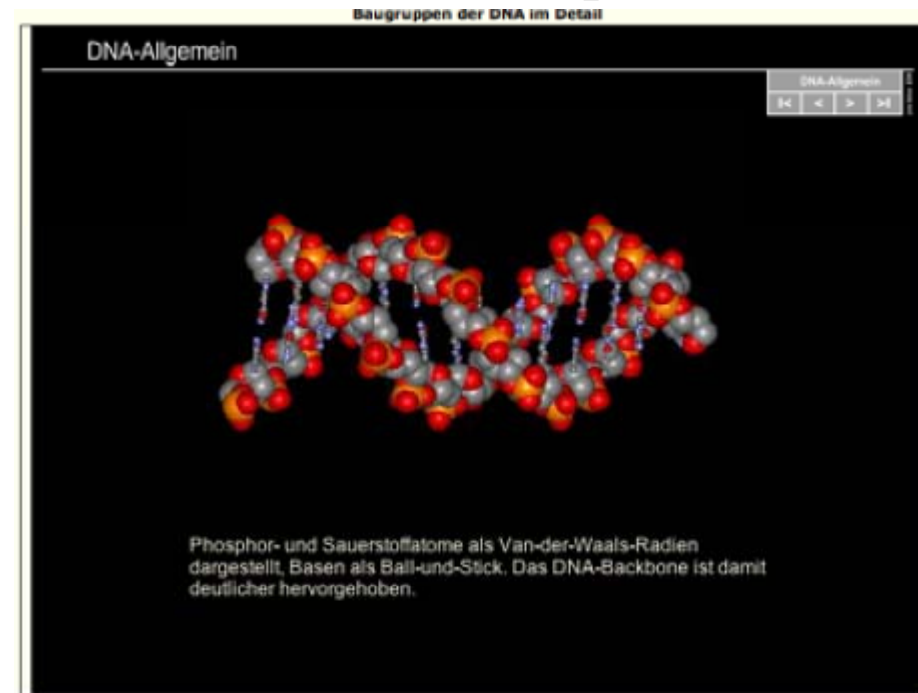 Baugruppen der DNA im Detail
DNA-Allgemein
DNA-Allgemein
I< < > >I
Phosphor- und Sauerstoffatome als Van-der-Waals-Radien
dargestellt, Basen als Ball-und-Stick. Das DNA-Backbone ist damit
deutlicher hervorgehoben.